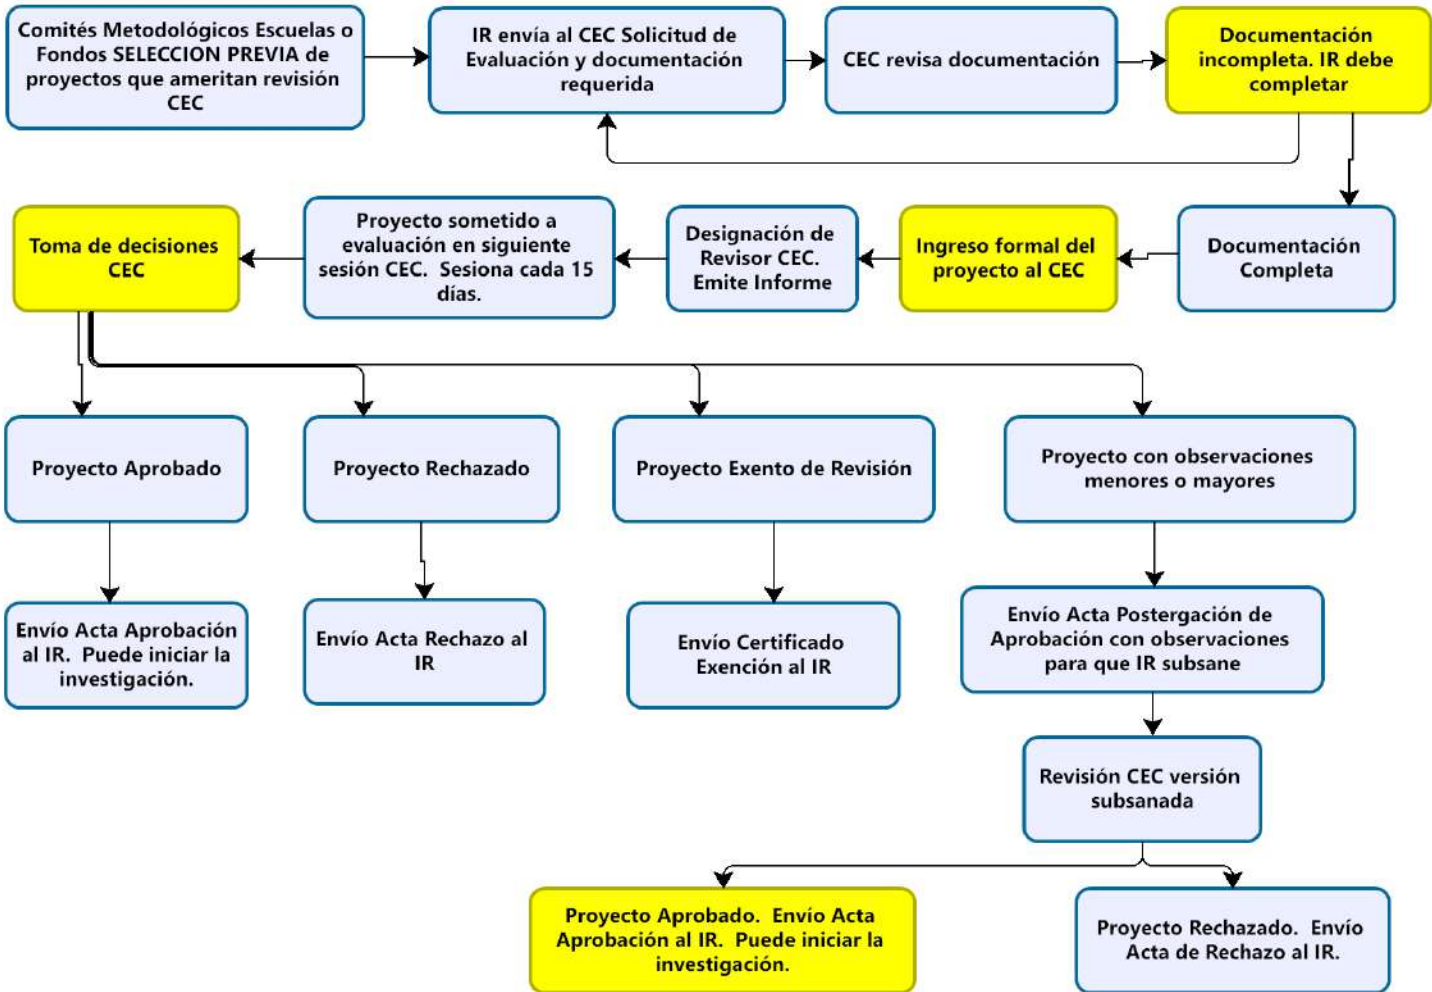 Comités Metodológicos Escuelas o
Fondos SELECCION PREVIA de
proyectos que ameritan revisión
CEC
IR envía al CEC Solicitud de
Evaluación y documentación
requerida
CEC revisa documentación
Documentación
incompleta. IR debe
completar
Toma de decisiones
CEC
Proyecto sometido a
evaluación en siguiente
sesión CEC. Sesiona cada 15
días.
Designación de
Revisor CEC.
Emite Informe
Ingreso formal del
proyecto al CEC
Documentación
Completa
Proyecto Aprobado
Proyecto Rechazado
Proyecto Exento de Revisión
Proyecto con observaciones
menores o mayores
Envío Acta Aprobación
al IR. Puede iniciar la
investigación.
Envío Acta Rechazo al
IR
Envío Certificado
Exención al IR
Envío Acta Postergación de
Aprobación con observaciones
para que IR subsane
Revisión CEC versión
subsanada
Proyecto Aprobado. Envío Acta
Aprobación al IR. Puede iniciar la
investigación.
Proyecto Rechazado. Envío
Acta de Rechazo al IR.